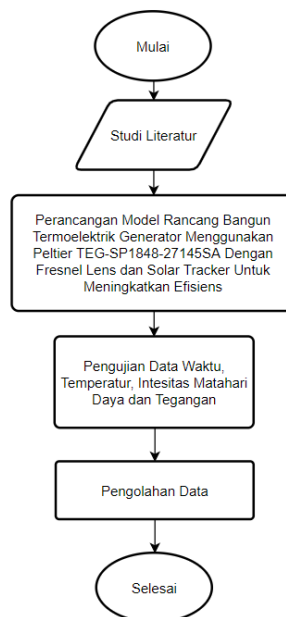 Mulai
Studi Literatur
Perancangan Model Rancang Bangun
Termoelektrik Generator Menggunakan
Peltier TEG-SP1848-27145SA Dengan
Fresnel Lens dan Solar Tracker Untuk
Meningkatkan Efisiens
Pengujian Data Waktu,
Temperatur, Intesitas Matahari
Daya dan Tegangan
Pengolahan Data
Selesai